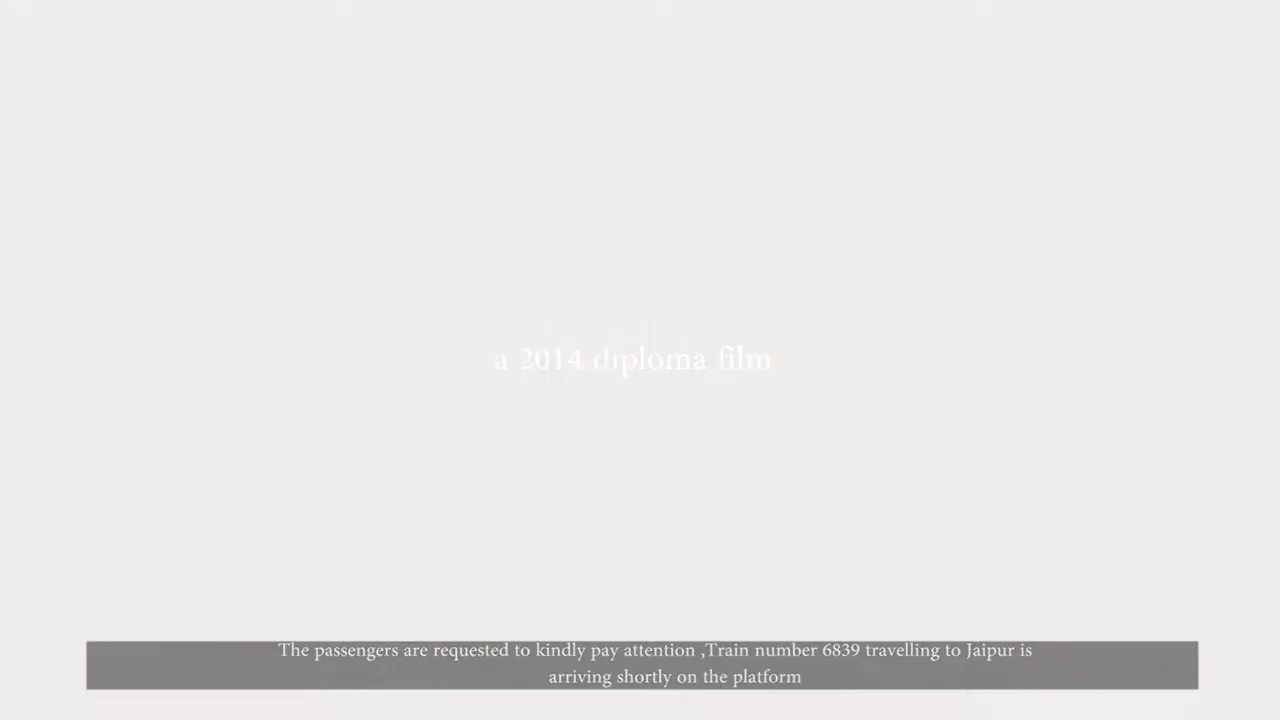 a 2014 diploma film
The passengers are requested to kindly pay attention ,Train number 6839 travelling to Jaipur is
arriving shortly on the platform